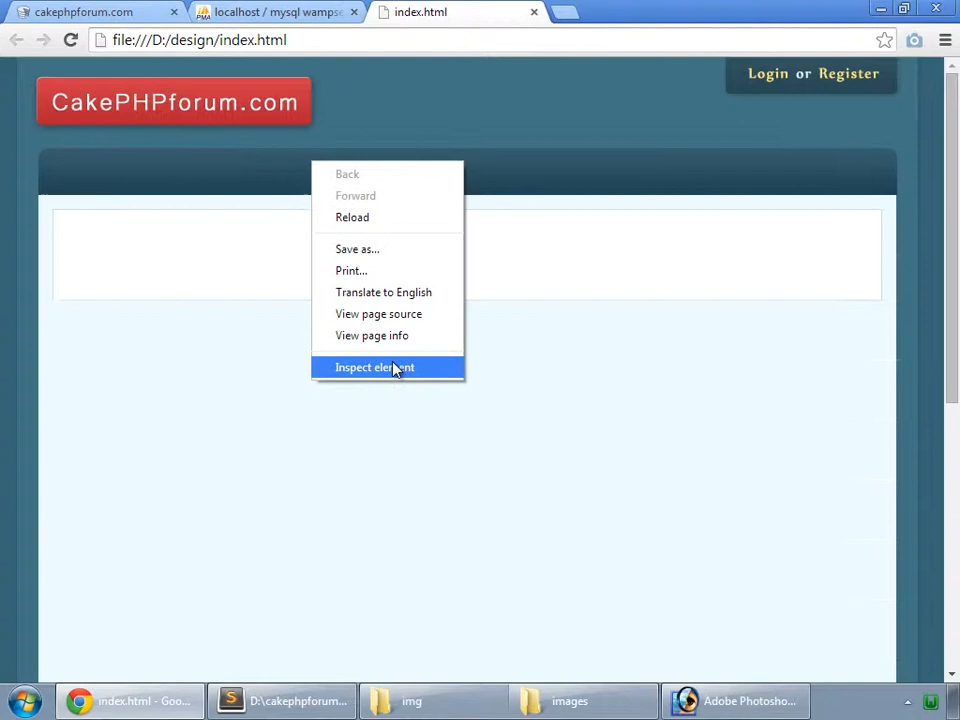 cakephpforum.com
localhost / mysql wampse
index.html
file:///D:/design/index.html
Login or Register
CakePHPforum.com
Back
Forward
Reload
Save as...
Print...
Translate to English
View page source
View page info
Inspect element
index.html - Goo...
D:\cakephpforum...
img
images
Adobe Photosho...